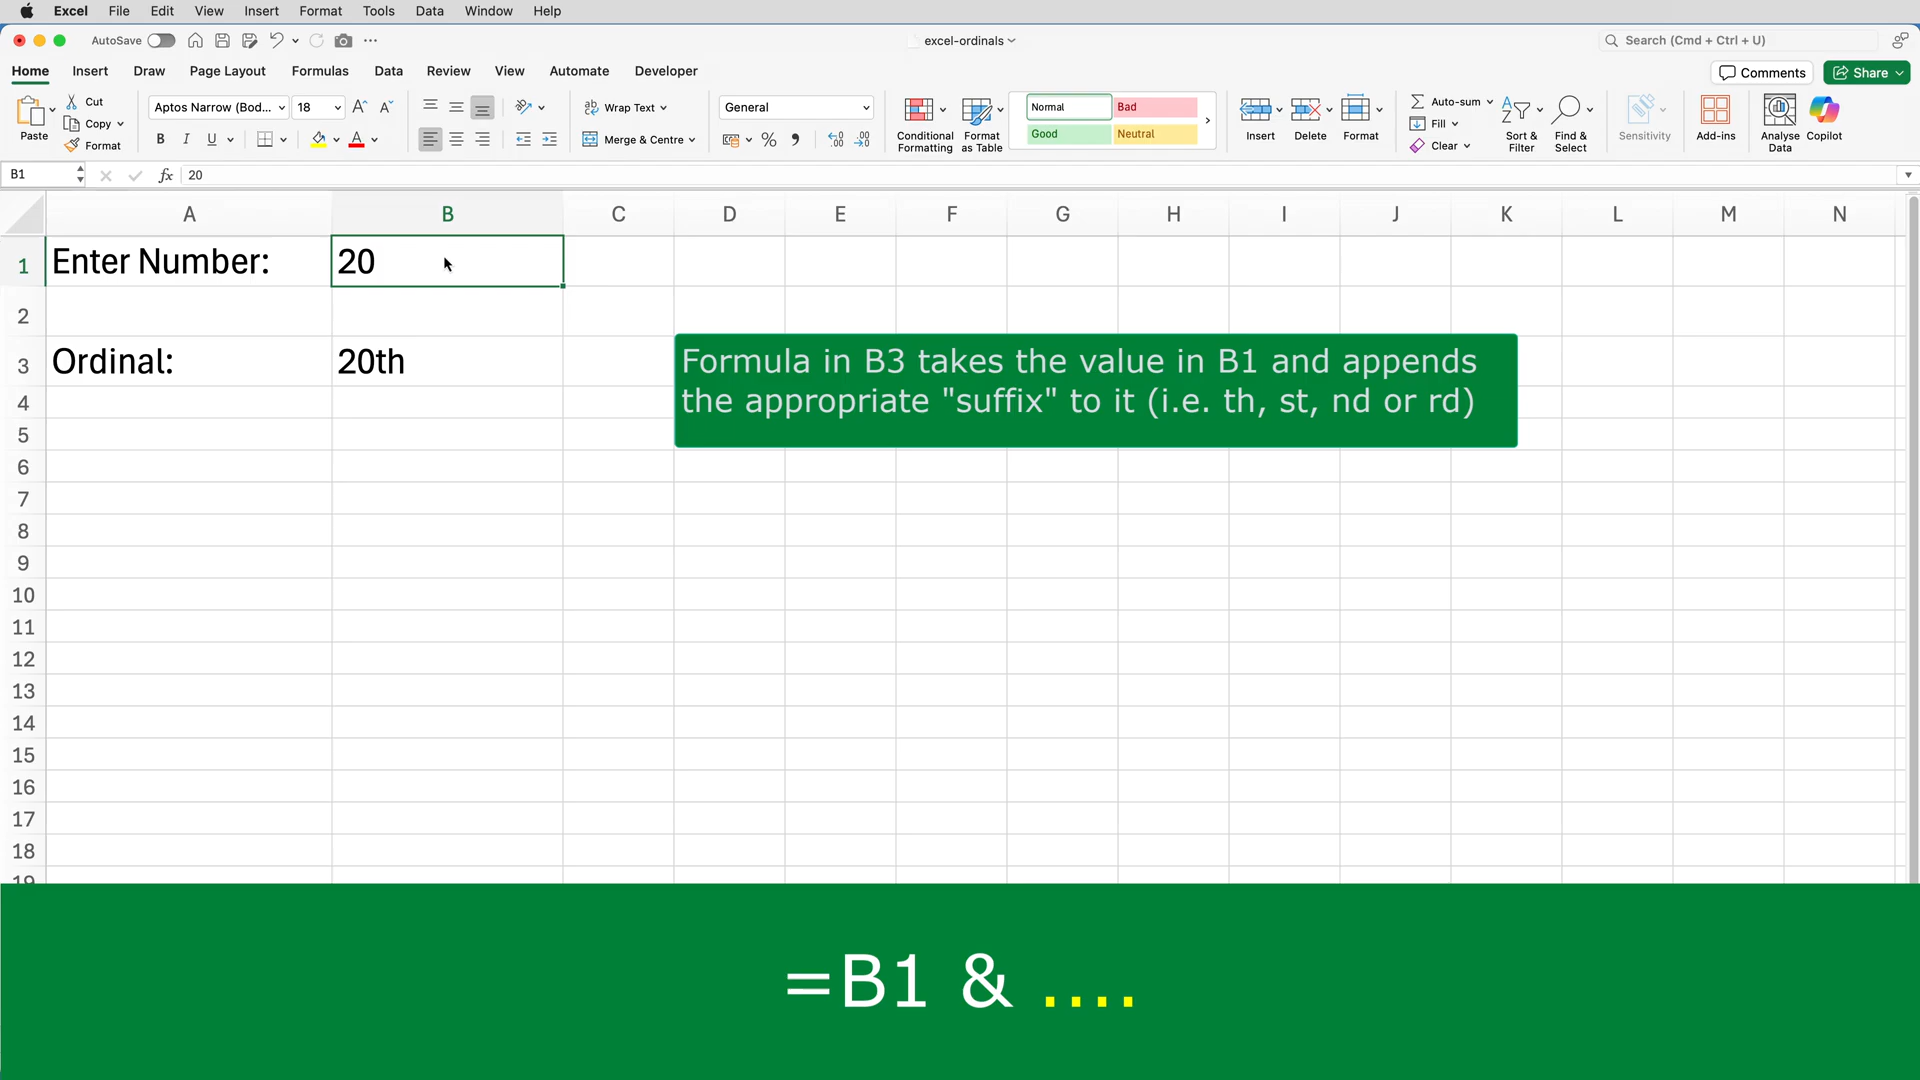 Excel File Edit View Insert Format Tools Data Window Help
AutoSave excel-ordinals Search (Cmd + Ctrl + U)
Home Insert Draw Page Layout Formulas Data Review View Automate Developer Comments Share
Paste Cut Copy Format
Aptos Narrow (Bod... 18
B I U
Wrap Text
Merge & Centre
General
Conditional Formatting
Format as Table
Normal Bad
Good Neutral
Insert Delete Format
Auto-sum
Fill
Clear
Sort & Filter
Find & Select
Sensitivity
Add-ins
Analyse Data
Copilot
B1 fx 20
A B C D E F G H I J K L M N
1 Enter Number: 20
2
3 Ordinal: 20th
Formula in B3 takes the value in B1 and appends
the appropriate "suffix" to it (i.e. th, st, nd or rd)
4
5
6
7
8
9
10
11
12
13
14
15
16
17
18
19
=B1 & ....